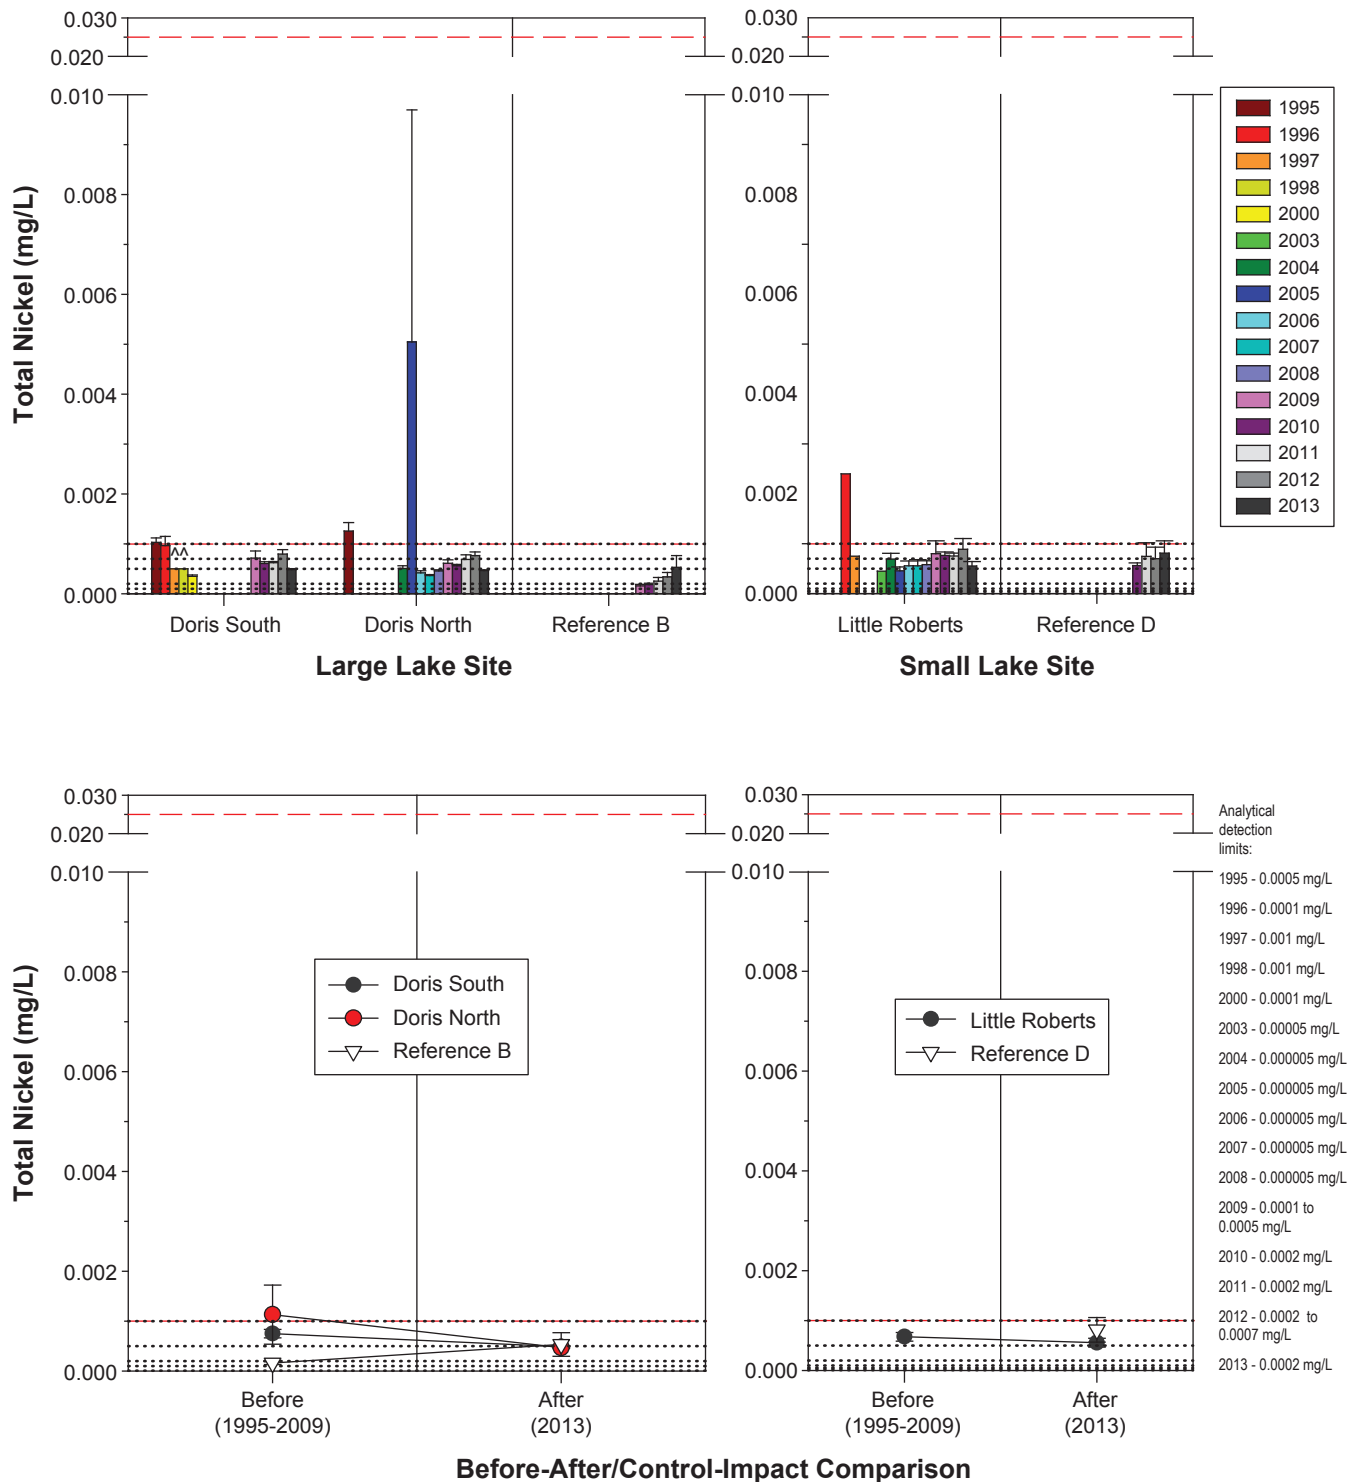 0.030
0.020
0.010
0.008
0.006
0.004
0.002
0.000
Total Nickel (mg/L)
^^
Doris South
Doris North
Reference B
Large Lake Site
0.030
0.020
0.010
0.008
0.006
0.004
0.002
0.000
Little Roberts
Reference D
Small Lake Site
1995
1996
1997
1998
2000
2003
2004
2005
2006
2007
2008
2009
2010
2011
2012
2013
0.030
0.020
0.010
0.008
0.006
0.004
0.002
0.000
Total Nickel (mg/L)
Doris South
Doris North
Reference B
Before
(1995-2009)
After
(2013)
0.030
0.020
0.010
0.008
0.006
0.004
0.002
0.000
Little Roberts
Reference D
Before
(1995-2009)
After
(2013)
Before-After/Control-Impact Comparison
Analytical
detection
limits:
1995 - 0.0005 mg/L
1996 - 0.0001 mg/L
1997 - 0.001 mg/L
1998 - 0.001 mg/L
2000 - 0.0001 mg/L
2003 - 0.00005 mg/L
2004 - 0.000005 mg/L
2005 - 0.000005 mg/L
2006 - 0.000005 mg/L
2007 - 0.000005 mg/L
2008 - 0.000005 mg/L
2009 - 0.0001 to
0.0005 mg/L
2010 - 0.0002 mg/L
2011 - 0.0002 mg/L
2012 - 0.0002 to
0.0007 mg/L
2013 - 0.0002 mg/L